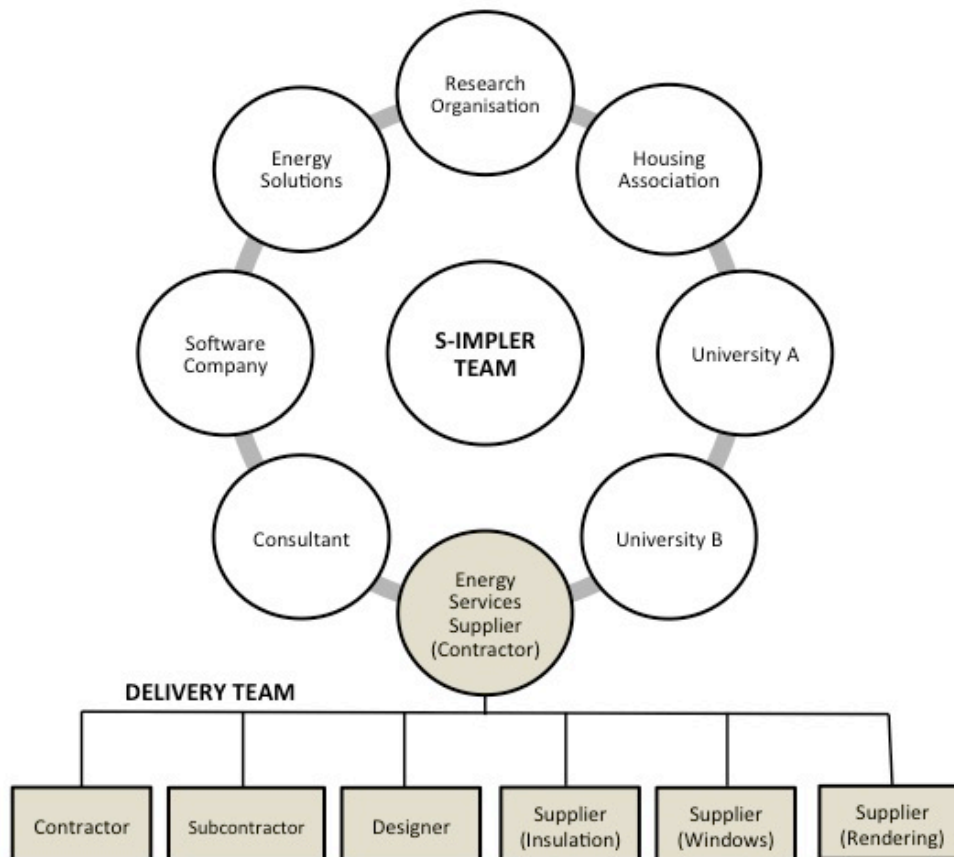 Research
Organisation
Energy
Solutions
Housing
Association
Software
Company
S-IMPLER
TEAM
University A
Consultant
University B
Energy
Services
Supplier
(Contractor)
DELIVERY TEAM
Contractor
Subcontractor
Designer
Supplier
(Insulation)
Supplier
(Windows)
Supplier
(Rendering)